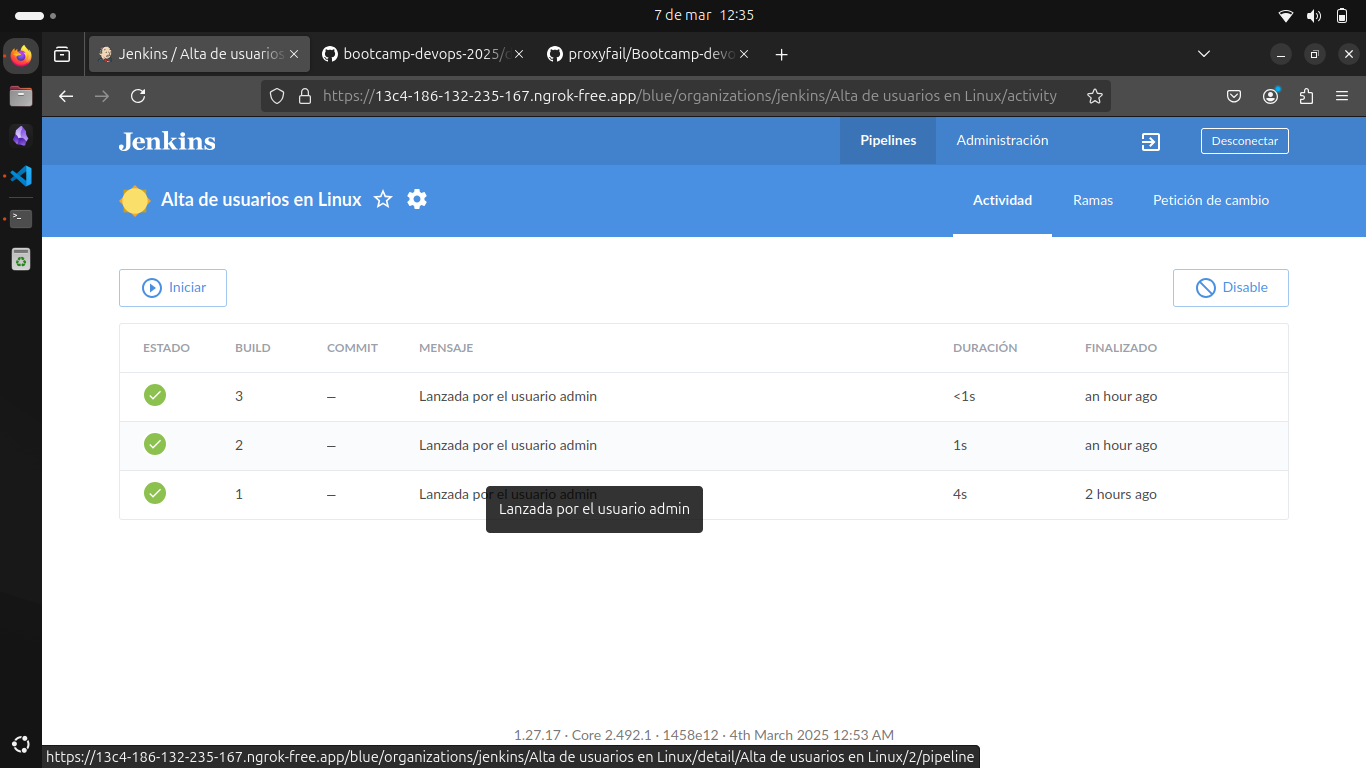 7 de mar 12:35
Jenkins / Alta de usuarios
bootcamp-devops-2025/
proxyfail/Bootcamp-devo
https://13c4-186-132-235-167.ngrok-free.app/blue/organizations/jenkins/Alta de usuarios en Linux/activity
Jenkins
Pipelines
Administración
Desconectar
Alta de usuarios en Linux
Actividad
Ramas
Petición de cambio
Iniciar
Disable
ESTADO BUILD COMMIT MENSAJE DURACIÓN FINALIZADO
3 — Lanzada por el usuario admin <1s an hour ago
2 — Lanzada por el usuario admin 1s an hour ago
1 — Lanzada por el usuario admin 4s 2 hours ago
Lanzada por el usuario admin
1.27.17 · Core 2.492.1 · 1458e12 · 4th March 2025 12:53 AM
https://13c4-186-132-235-167.ngrok-free.app/blue/organizations/jenkins/Alta de usuarios en Linux/detail/Alta de usuarios en Linux/2/pipeline